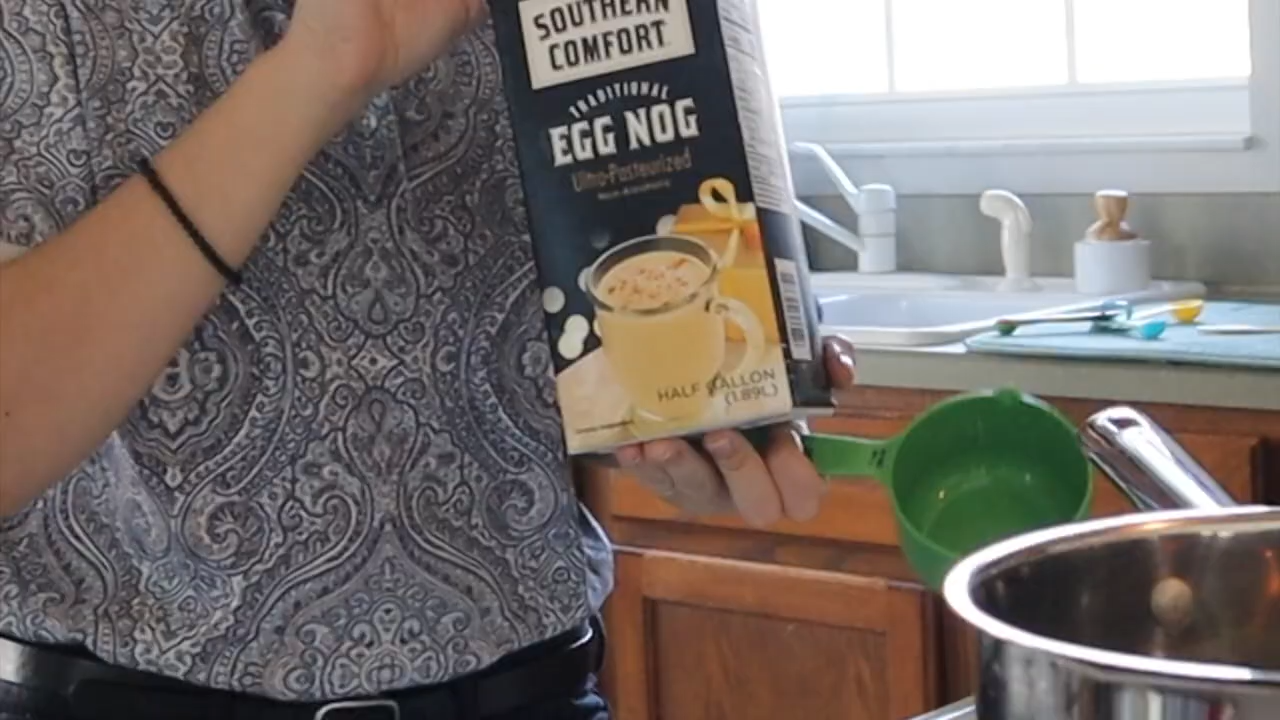 SOUTHERN
COMFORT
TRADITIONAL
EGG NOG
Ultra-Pasteurized
HALF GALLON
(1.89L)